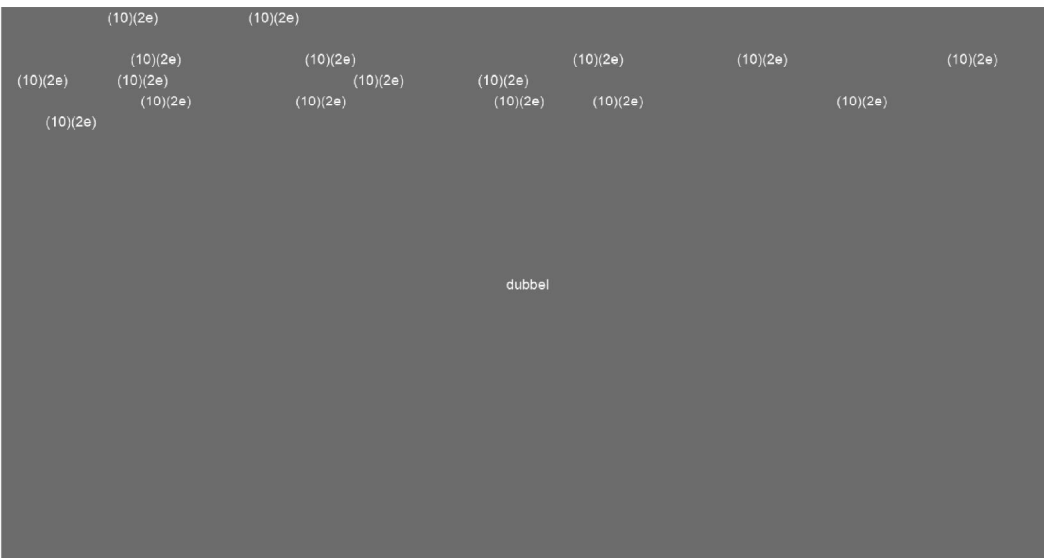 (10)(2e) (10)(2e)
(10)(2e) (10)(2e) (10)(2e) (10)(2e) (10)(2e)
(10)(2e) (10)(2e) (10)(2e) (10)(2e)
(10)(2e) (10)(2e) (10)(2e) (10)(2e) (10)(2e)
(10)(2e)
dubbel